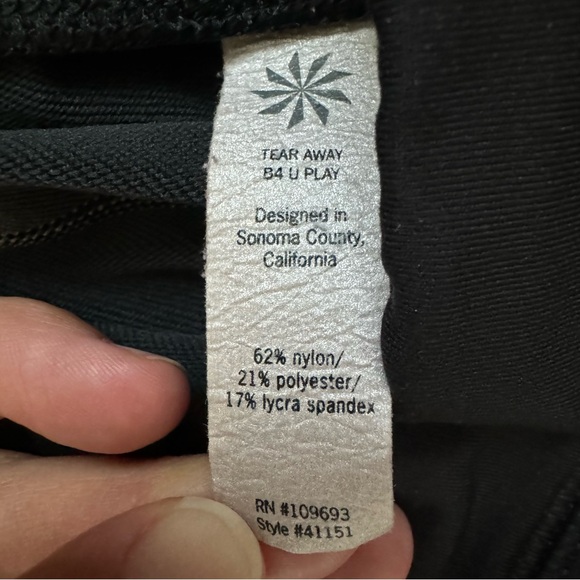 TEAR AWAY
B4 U PLAY
Designed in
Sonoma County,
California
62% nylon/
21% polyester/
17% lycra spandex
RN #109693
Style #41151